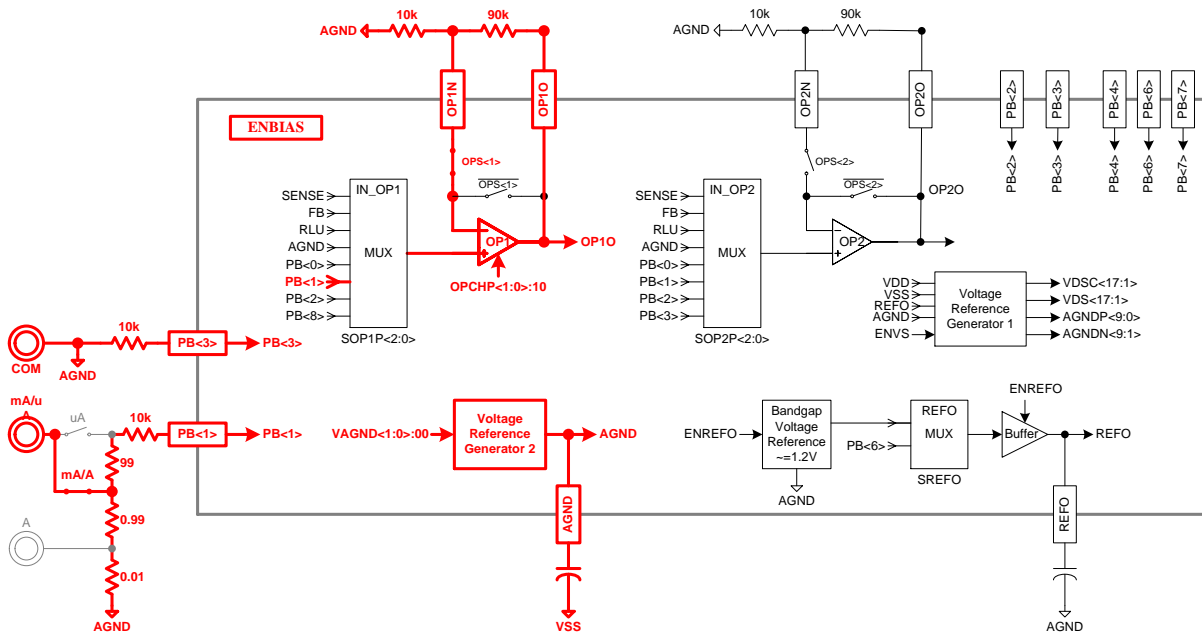 10k
90k
AGND
OP1N
OP1O
10k
90k
AGND
OP2N
OP2O
PB<2>
PB<3>
PB<4>
PB<6>
PB<7>
PB<2>
PB<3>
PB<4>
PB<6>
PB<7>
ENBIAS
OPS<1>
OPS<1>
OPS<2>
OPS<2>
OP2O
IN_OP1
SENSE
FB
RLU
AGND
PB<0>
PB<1>
PB<2>
PB<8>
MUX
SOP1P<2:0>
OP1
OP1O
OPCHP<1:0>:10
IN_OP2
SENSE
FB
RLU
AGND
PB<0>
PB<1>
PB<2>
PB<3>
MUX
SOP2P<2:0>
OP2
VDD
VSS
REFO
AGND
ENVS
Voltage
Reference
Generator 1
VDSC<17:1>
VDS<17:1>
AGNDP<9:0>
AGNDN<9:1>
COM
AGND
10k
PB<3>
PB<3>
mA/u
A
uA
10k
PB<1>
PB<1>
99
mA/A
0.99
A
0.01
AGND
VAGND<1:0>:00
Voltage
Reference
Generator 2
AGND
AGND
VSS
ENREFO
Bandgap
Voltage
Reference
~=1.2V
AGND
PB<6>
REFO
MUX
SREFO
ENREFO
Buffer
REFO
REFO
AGND